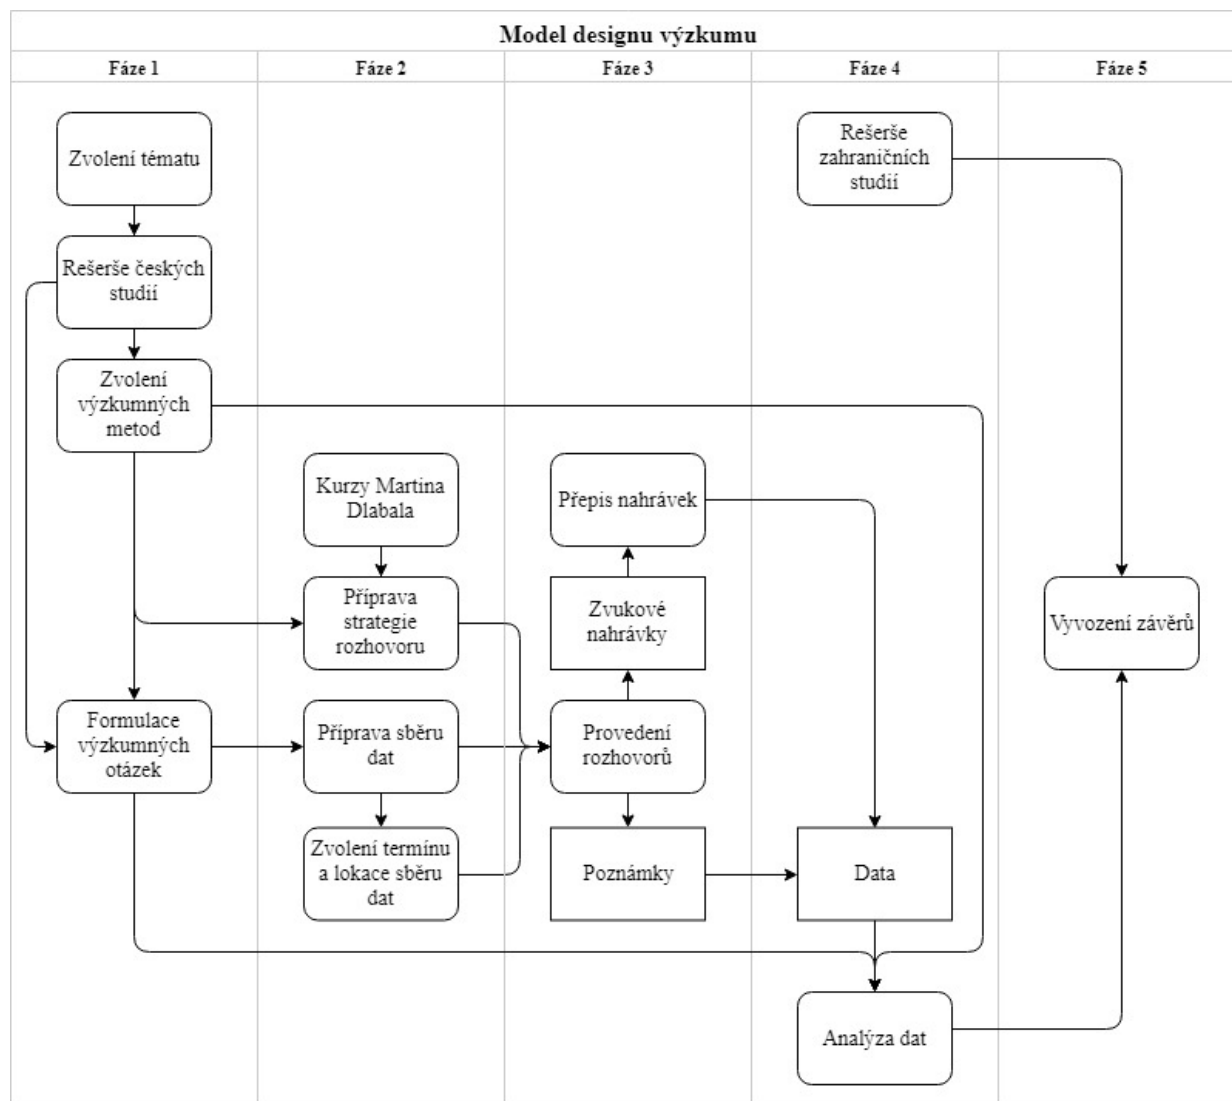 Model designu výzkumu
Fáze 1
Fáze 2
Fáze 3
Fáze 4
Fáze 5
Zvolení tématu
Rešerše českých
studií
Zvolení
výzkumných
metod
Formulace
výzkumných
otázek
Kurzy Martina
Dlabala
Příprava
strategie
rozhovoru
Příprava sběru
dat
Zvolení termínu
a lokace sběru
dat
Přepis nahrávek
Zvukové
nahrávky
Provedení
rozhovorů
Poznámky
Rešerše
zahraničních
studií
Data
Analýza dat
Vyvození závěrů